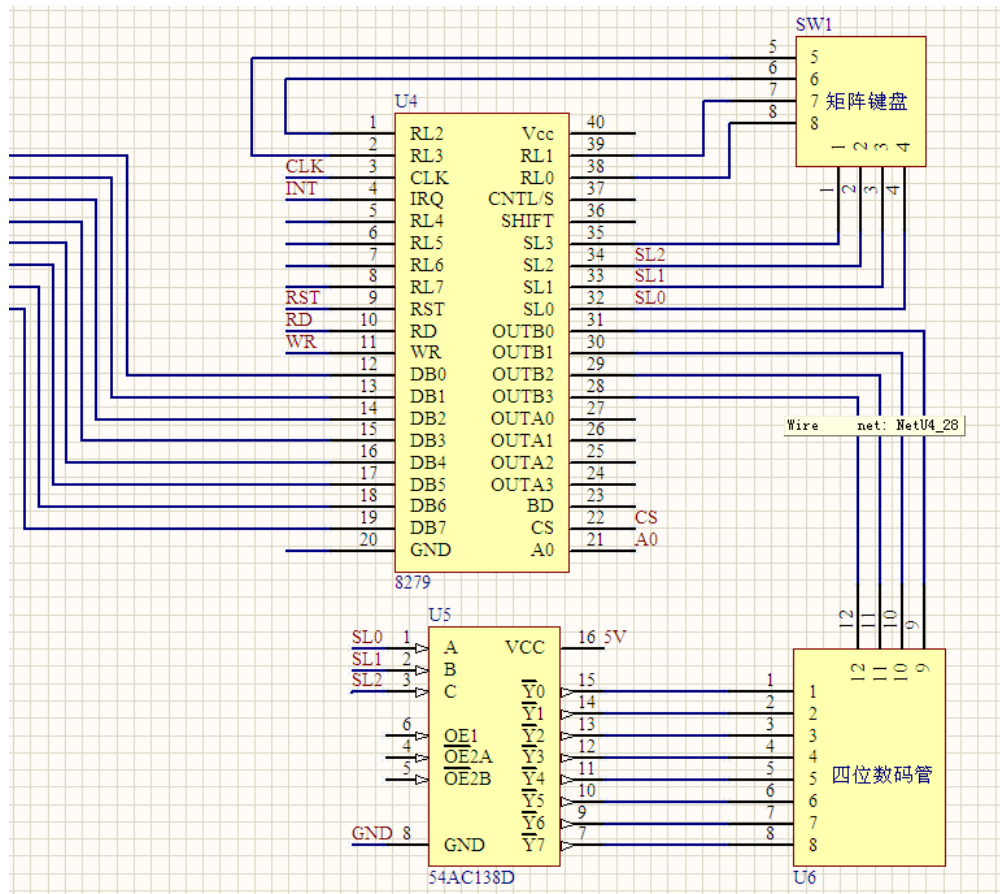 SW1
5 5
6 6
7 7
8 8
矩阵键盘
1 2 3 4
1 2 3 4
U4
1 RL2 Vcc 40
2 RL3 RL1 39
CLK 3 CLK RL0 38
INT 4 IRQ CNTL/S 37
5 RL4 SHIFT 36
6 RL5 SL3 35
7 RL6 SL2 34 SL2
8 RL7 SL1 33 SL1
RST 9 RST SL0 32 SL0
RD 10 RD OUTB0 31
WR 11 WR OUTB1 30
12 DB0 OUTB2 29
13 DB1 OUTB3 28
14 DB2 OUTA0 27
15 DB3 OUTA1 26
16 DB4 OUTA2 25
17 DB5 OUTA3 24
18 DB6 BD 23
19 DB7 CS 22 CS
20 GND A0 21 A0
8279
Wire net: NetU4_28
U5
SL0 1 A VCC 16 5V
SL1 2 B
SL2 3 C Y0 15
Y1 14
6 OE1 Y2 13
4 OE2A Y3 12
5 OE2B Y4 11
Y5 10
Y6 9
GND 8 GND Y7 7
54AC138D
12 11 10 9
12 11 10 9
1 1
2 2
3 3
4 4
5 5
6 6
7 7
8 8
四位数码管
U6